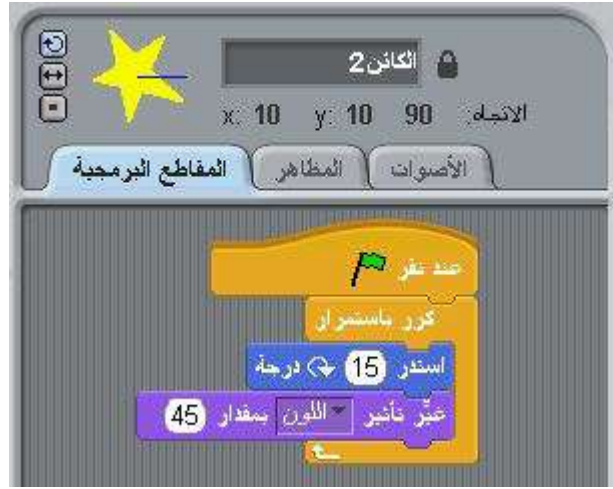 الكائن2
الاتجاه: 90 y: 10 x: 10
الأصوات المظاهر المقاطع البرمجية
عند نقر
كرر باستمرار
استدر 15 درجة
غيِّر تأثير اللون بمقدار 45